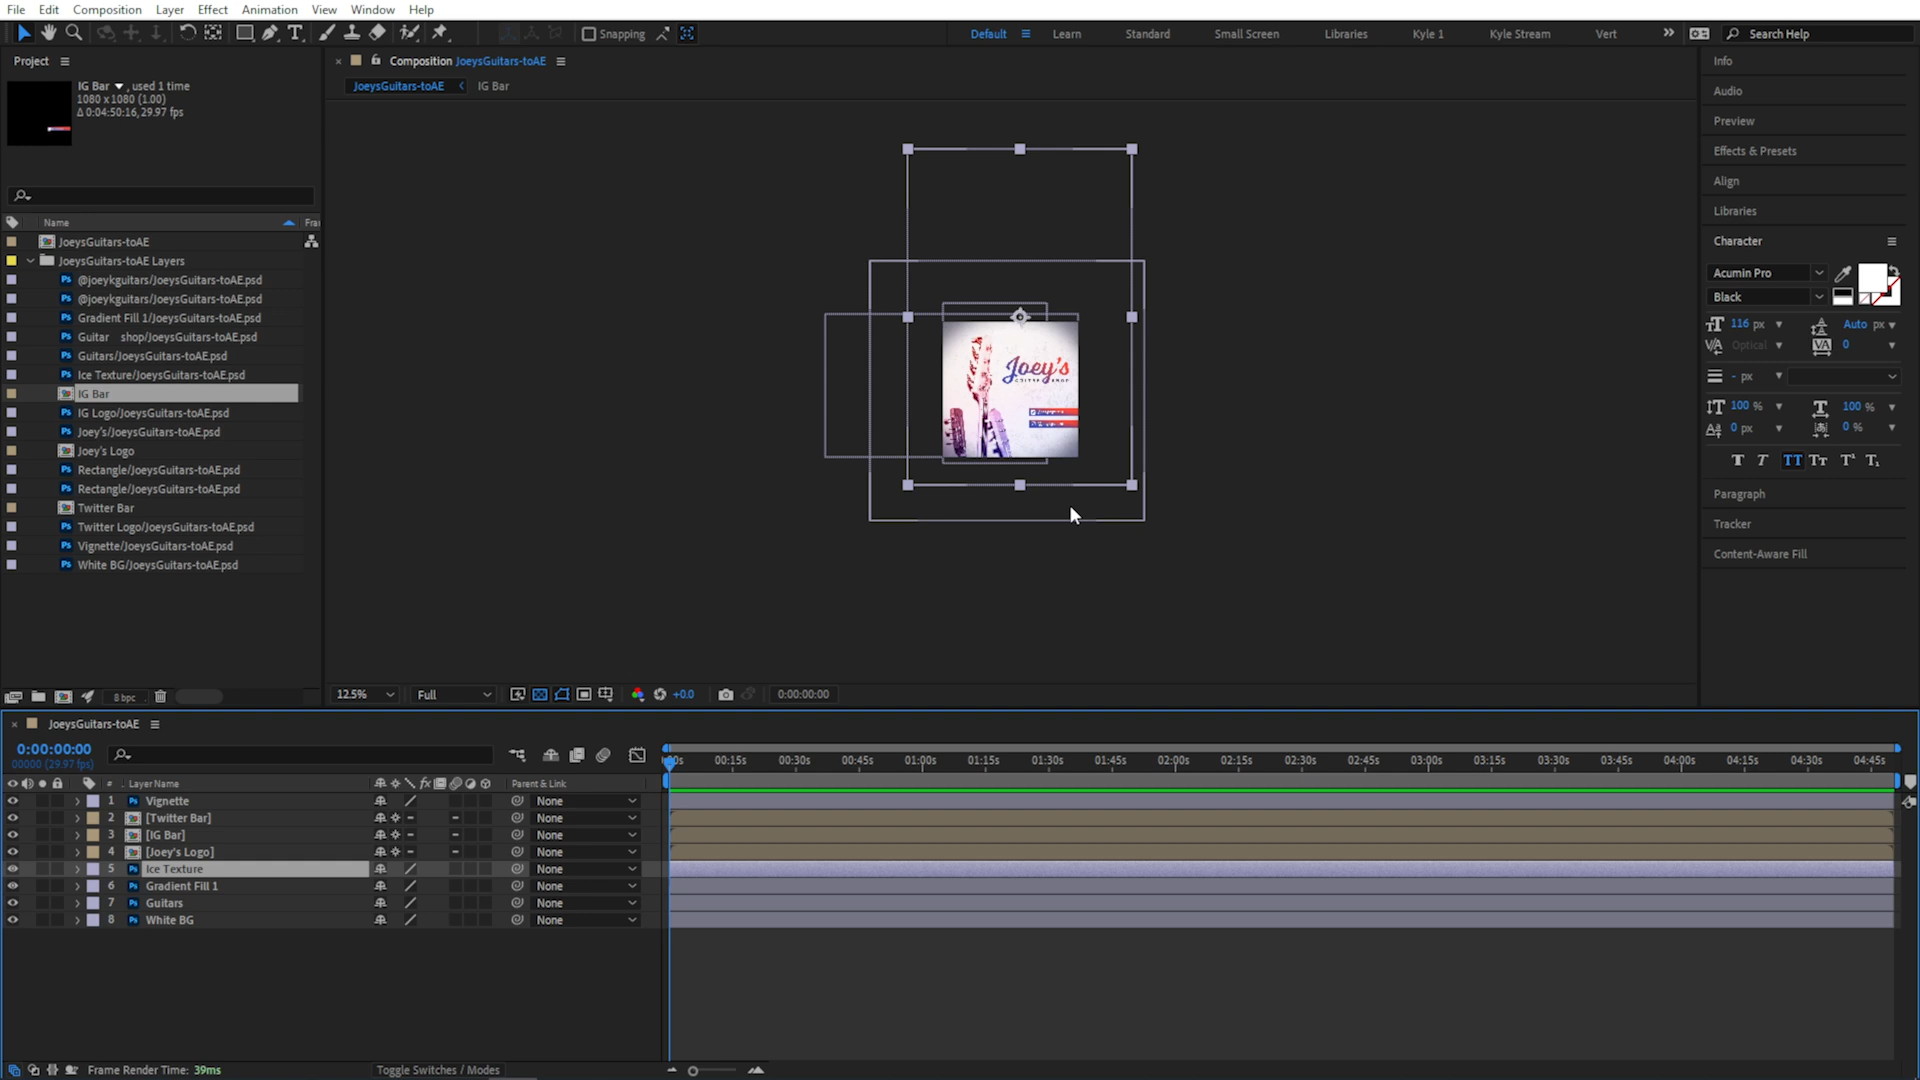 File Edit Composition Layer Effect Animation View Window Help
Snapping
Default Learn Standard Small Screen Libraries Kyle 1 Kyle Stream Vert Search Help
Project
IG Bar , used 1 time
1080 x 1080 (1.00)
Δ 0:04:50:16, 29.97 fps
Name Fra
JoeysGuitars-toAE
JoeysGuitars-toAE Layers
@joeykguitars/JoeysGuitars-toAE.psd
@joeykguitars/JoeysGuitars-toAE.psd
Gradient Fill 1/JoeysGuitars-toAE.psd
Guitar shop/JoeysGuitars-toAE.psd
Guitars/JoeysGuitars-toAE.psd
Ice Texture/JoeysGuitars-toAE.psd
IG Bar
IG Logo/JoeysGuitars-toAE.psd
Joey's/JoeysGuitars-toAE.psd
Joey's Logo
Rectangle/JoeysGuitars-toAE.psd
Rectangle/JoeysGuitars-toAE.psd
Twitter Bar
Twitter Logo/JoeysGuitars-toAE.psd
Vignette/JoeysGuitars-toAE.psd
White BG/JoeysGuitars-toAE.psd
8 bpc
Composition JoeysGuitars-toAE
JoeysGuitars-toAE IG Bar
Joey's
12.5% Full +0.0 0:00:00:00
Info
Audio
Preview
Effects & Presets
Align
Libraries
Character
Acumin Pro
Black
116 px Auto px
Optical 0
- px
100 % 100 %
0 px 0 %
Paragraph
Tracker
Content-Aware Fill
JoeysGuitars-toAE
0:00:00:00
00000 (29.97 fps)
00:15s 00:30s 00:45s 01:00s 01:15s 01:30s 01:45s 02:00s 02:15s 02:30s 02:45s 03:00s 03:15s 03:30s 03:45s 04:00s 04:15s 04:30s 04:45s
# Layer Name Parent & Link
1 Vignette None
2 [Twitter Bar] None
3 [IG Bar] None
4 [Joey's Logo] None
5 Ice Texture None
6 Gradient Fill 1 None
7 Guitars None
8 White BG None
Frame Render Time: 39ms Toggle Switches / Modes